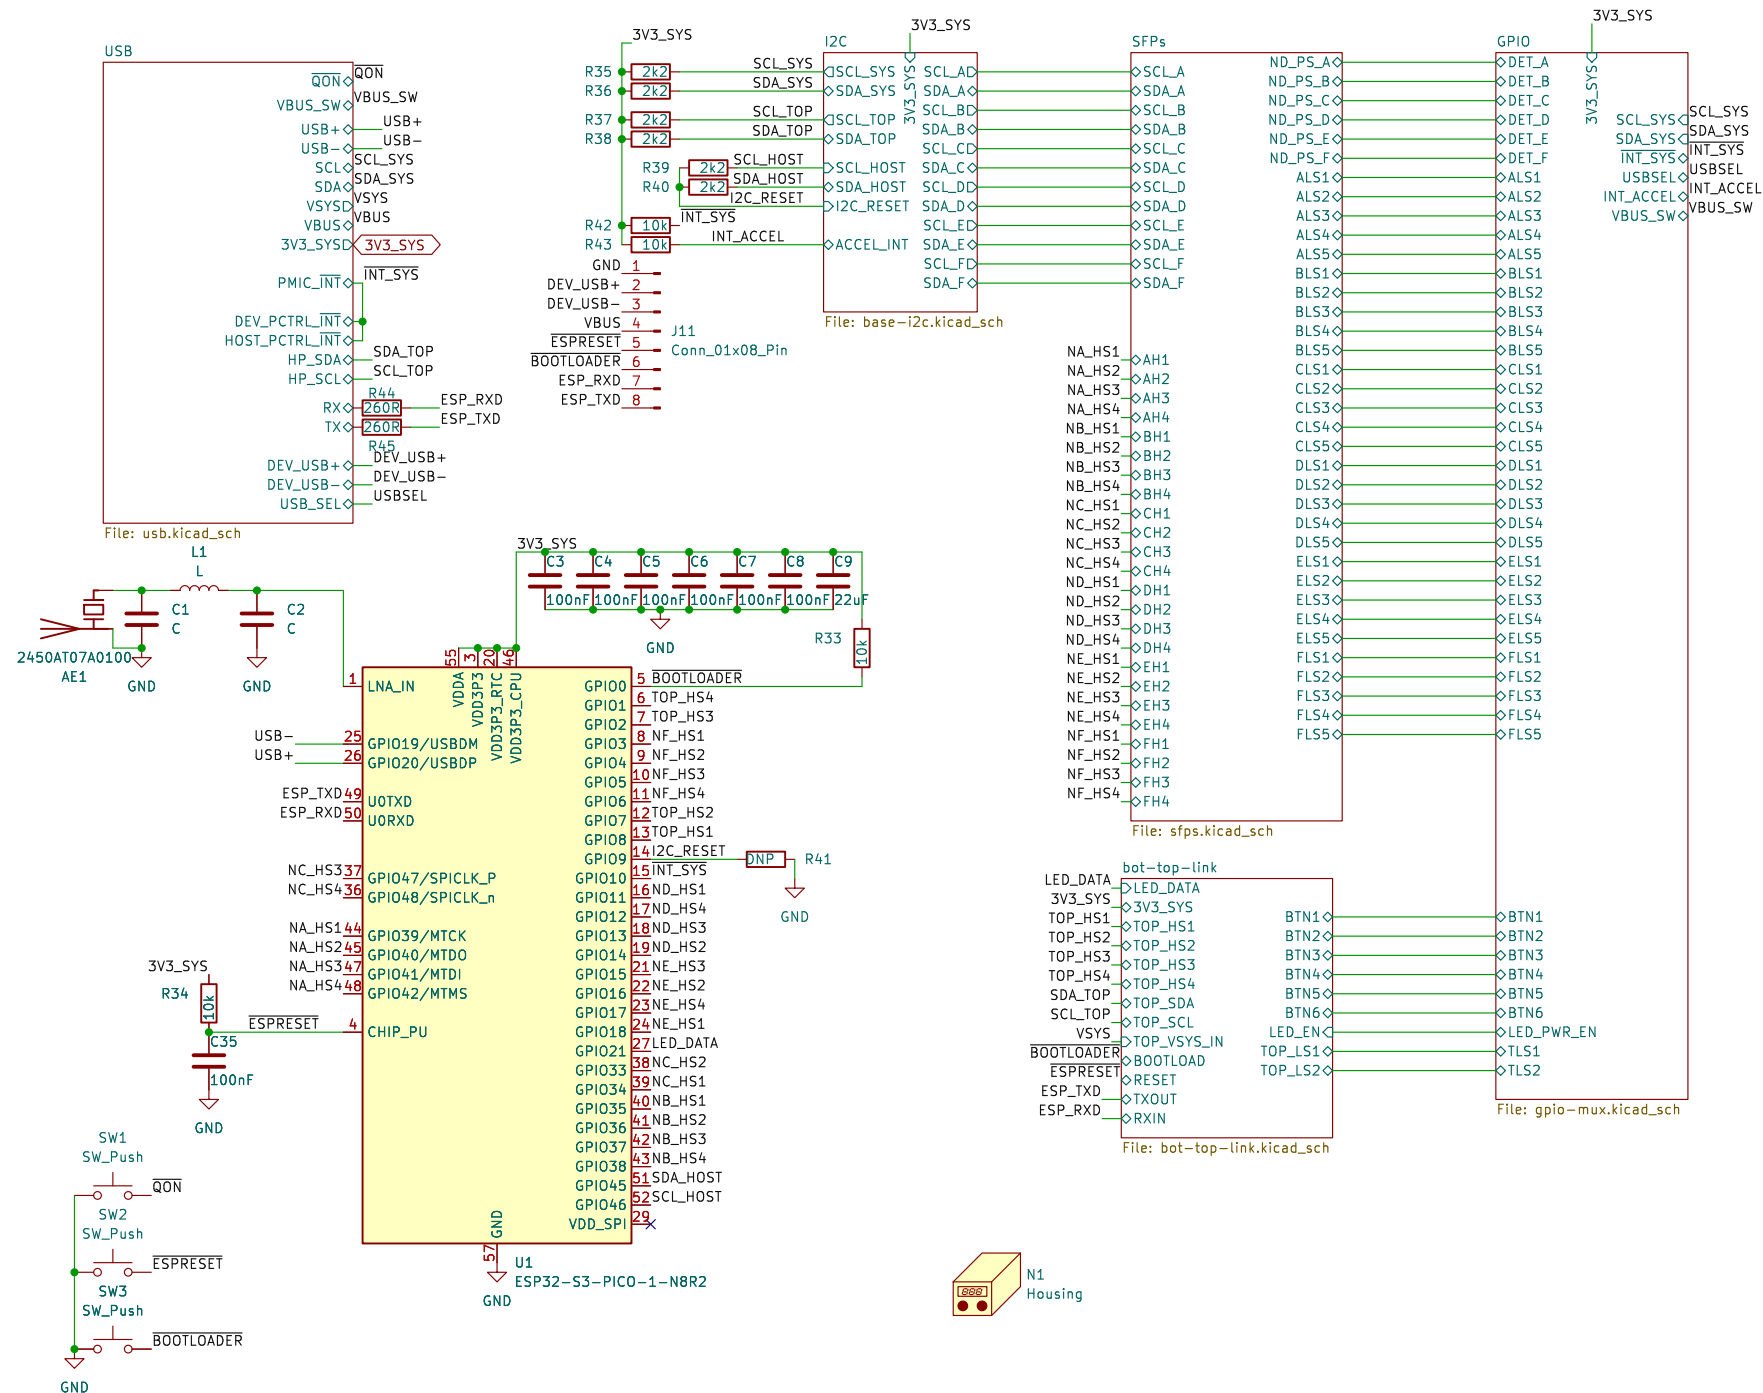 USB
QON
QON
VBUS_SW
VBUS_SW
USB+
USB+
USB-
USB-
SCL
SCL_SYS
SDA
SDA_SYS
VSYS
VSYS
VBUS
VBUS
3V3_SYS
3V3_SYS
INT_SYS
PMIC_INT
DEV_PCTRL_INT
HOST_PCTRL_INT
HP_SDA
SDA_TOP
HP_SCL
SCL_TOP
R44
RX
260R
ESP_RXD
TX
260R
ESP_TXD
R45
DEV_USB+
DEV_USB+
DEV_USB-
DEV_USB-
USB_SEL
USBSEL
File: usb.kicad_sch
3V3_SYS
R35
2k2
SCL_SYS
R36
2k2
SDA_SYS
R37
2k2
SCL_TOP
R38
2k2
SDA_TOP
R39
2k2
SCL_HOST
R40
2k2
SDA_HOST
I2C_RESET
R42
10k
INT_SYS
R43
10k
INT_ACCEL
GND 1
DEV_USB+ 2
DEV_USB- 3
VBUS 4
ESPRESET 5
BOOTLOADER 6
ESP_RXD 7
ESP_TXD 8
J11
Conn_01x08_Pin
I2C
3V3_SYS
3V3_SYS
SCL_SYS
SDA_SYS
SCL_TOP
SDA_TOP
SCL_HOST
SDA_HOST
I2C_RESET
ACCEL_INT
SCL_A
SDA_A
SCL_B
SDA_B
SCL_C
SDA_C
SCL_D
SDA_D
SCL_E
SDA_E
SCL_F
SDA_F
File: base-i2c.kicad_sch
SFPs
SCL_A
SDA_A
SCL_B
SDA_B
SCL_C
SDA_C
SCL_D
SDA_D
SCL_E
SDA_E
SCL_F
SDA_F
NA_HS1 AH1
NA_HS2 AH2
NA_HS3 AH3
NA_HS4 AH4
NB_HS1 BH1
NB_HS2 BH2
NB_HS3 BH3
NB_HS4 BH4
NC_HS1 CH1
NC_HS2 CH2
NC_HS3 CH3
NC_HS4 CH4
ND_HS1 DH1
ND_HS2 DH2
ND_HS3 DH3
ND_HS4 DH4
NE_HS1 EH1
NE_HS2 EH2
NE_HS3 EH3
NE_HS4 EH4
NF_HS1 FH1
NF_HS2 FH2
NF_HS3 FH3
NF_HS4 FH4
ND_PS_A
ND_PS_B
ND_PS_C
ND_PS_D
ND_PS_E
ND_PS_F
ALS1
ALS2
ALS3
ALS4
ALS5
BLS1
BLS2
BLS3
BLS4
BLS5
CLS1
CLS2
CLS3
CLS4
CLS5
DLS1
DLS2
DLS3
DLS4
DLS5
ELS1
ELS2
ELS3
ELS4
ELS5
FLS1
FLS2
FLS3
FLS4
FLS5
File: sfps.kicad_sch
GPIO
3V3_SYS
3V3_SYS
DET_A
DET_B
DET_C
DET_D
DET_E
DET_F
ALS1
ALS2
ALS3
ALS4
ALS5
BLS1
BLS2
BLS3
BLS4
BLS5
CLS1
CLS2
CLS3
CLS4
CLS5
DLS1
DLS2
DLS3
DLS4
DLS5
ELS1
ELS2
ELS3
ELS4
ELS5
FLS1
FLS2
FLS3
FLS4
FLS5
BTN1
BTN2
BTN3
BTN4
BTN5
BTN6
LED_PWR_EN
TLS1
TLS2
SCL_SYS SCL_SYS
SDA_SYS SDA_SYS
INT_SYS INT_SYS
USBSEL USBSEL
INT_ACCEL INT_ACCEL
VBUS_SW VBUS_SW
File: gpio-mux.kicad_sch
bot-top-link
LED_DATA LED_DATA
3V3_SYS 3V3_SYS
TOP_HS1 TOP_HS1
TOP_HS2 TOP_HS2
TOP_HS3 TOP_HS3
TOP_HS4 TOP_HS4
SDA_TOP TOP_SDA
SCL_TOP TOP_SCL
VSYS TOP_VSYS_IN
BOOTLOADER BOOTLOAD
ESPRESET RESET
ESP_TXD TXOUT
ESP_RXD RXIN
BTN1
BTN2
BTN3
BTN4
BTN5
BTN6
LED_EN
TOP_LS1
TOP_LS2
File: bot-top-link.kicad_sch
L1
L
C1
C
C2
C
2450AT07A0100
AE1
GND
GND
3V3_SYS
C3 C4 C5 C6 C7 C8 C9
100nF 100nF 100nF 100nF 100nF 100nF 22uF
GND
R33
10k
55 VDDA
3 VDD3P3
20 VDD3P3_RTC
46 VDD3P3_CPU
1 LNA_IN
USB- 25 GPIO19/USBDM
USB+ 26 GPIO20/USBDP
ESP_TXD 49 U0TXD
ESP_RXD 50 U0RXD
NC_HS3 37 GPIO47/SPICLK_P
NC_HS4 36 GPIO48/SPICLK_n
NA_HS1 44 GPIO39/MTCK
NA_HS2 45 GPIO40/MTDO
NA_HS3 47 GPIO41/MTDI
NA_HS4 48 GPIO42/MTMS
ESPRESET 4 CHIP_PU
GPIO0 5 BOOTLOADER
GPIO1 6 TOP_HS4
GPIO2 7 TOP_HS3
GPIO3 8 NF_HS1
GPIO4 9 NF_HS2
GPIO5 10 NF_HS3
GPIO6 11 NF_HS4
GPIO7 12 TOP_HS2
GPIO8 13 TOP_HS1
GPIO9 14 I2C_RESET
DNP
R41
GND
GPIO10 15 INT_SYS
GPIO11 16 ND_HS1
GPIO12 17 ND_HS4
GPIO13 18 ND_HS3
GPIO14 19 ND_HS2
GPIO15 21 NE_HS3
GPIO16 22 NE_HS2
GPIO17 23 NE_HS4
GPIO18 24 NE_HS1
GPIO21 27 LED_DATA
GPIO33 38 NC_HS2
GPIO34 39 NC_HS1
GPIO35 40 NB_HS1
GPIO36 41 NB_HS2
GPIO37 42 NB_HS3
GPIO38 43 NB_HS4
GPIO45 51 SDA_HOST
GPIO46 52 SCL_HOST
VDD_SPI 29
GND 57
GND
U1
ESP32-S3-PICO-1-N8R2
3V3_SYS
R34
10k
C35
100nF
GND
SW1
SW_Push
QON
SW2
SW_Push
ESPRESET
SW3
SW_Push
BOOTLOADER
GND
N1
Housing